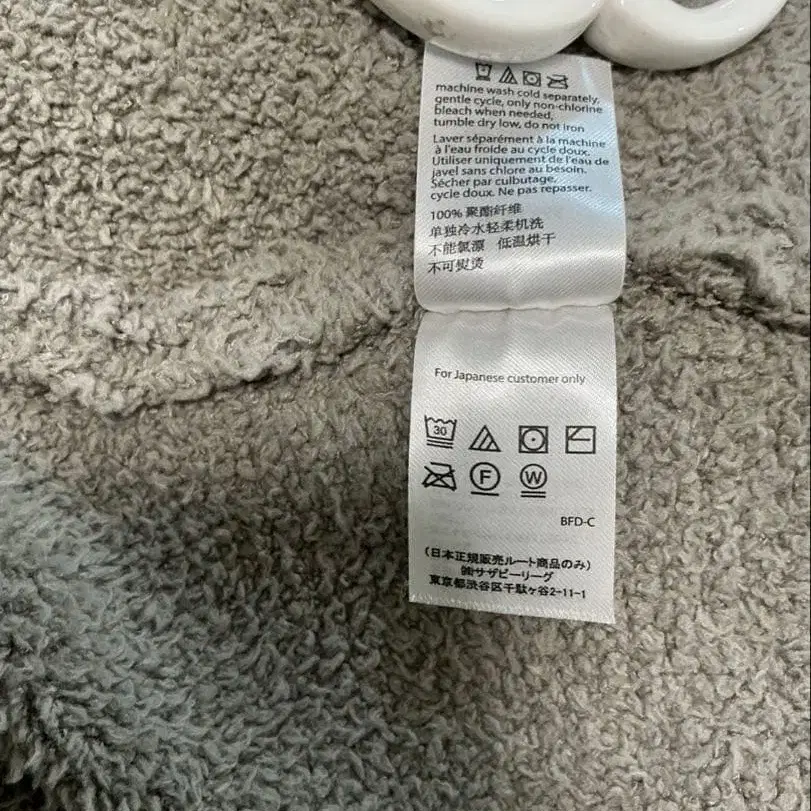 machine wash cold separately,
gentle cycle, only non-chlorine
bleach when needed,
tumble dry low, do not iron
Laver séparément à la machine
à l'eau froide au cycle doux.
Utiliser uniquement de l'eau de
javel sans chlore au besoin.
Sécher par culbutage,
cycle doux. Ne pas repasser.
100% 聚酯纤维
单独冷水轻柔机洗
不能氯漂 低温烘干
不可熨烫
For Japanese customer only
30
F W
BFD-C
(日本正規販売ルート商品のみ)
㈱サザビーリーグ
東京都渋谷区千駄ヶ谷2-11-1